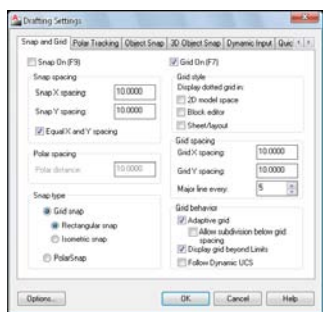 Drafting Settings
Snap and Grid Polar Tracking Object Snap 3D Object Snap Dynamic Input Quic
Snap On (F9)
Grid On (F7)
Snap spacing
Snap X spacing: 10.0000
Snap Y spacing: 10.0000
Equal X and Y spacing
Polar spacing
Polar distance: 10.0000
Snap type
Grid snap
Rectangular snap
Isometric snap
PolarSnap
Grid style
Display dotted grid in:
2D model space
Block editor
Sheet/layout
Grid spacing
Grid X spacing: 10.0000
Grid Y spacing: 10.0000
Major line every: 5
Grid behavior
Adaptive grid
Allow subdivision below grid
spacing
Display grid beyond Limits
Follow Dynamic UCS
Options... OK Cancel Help